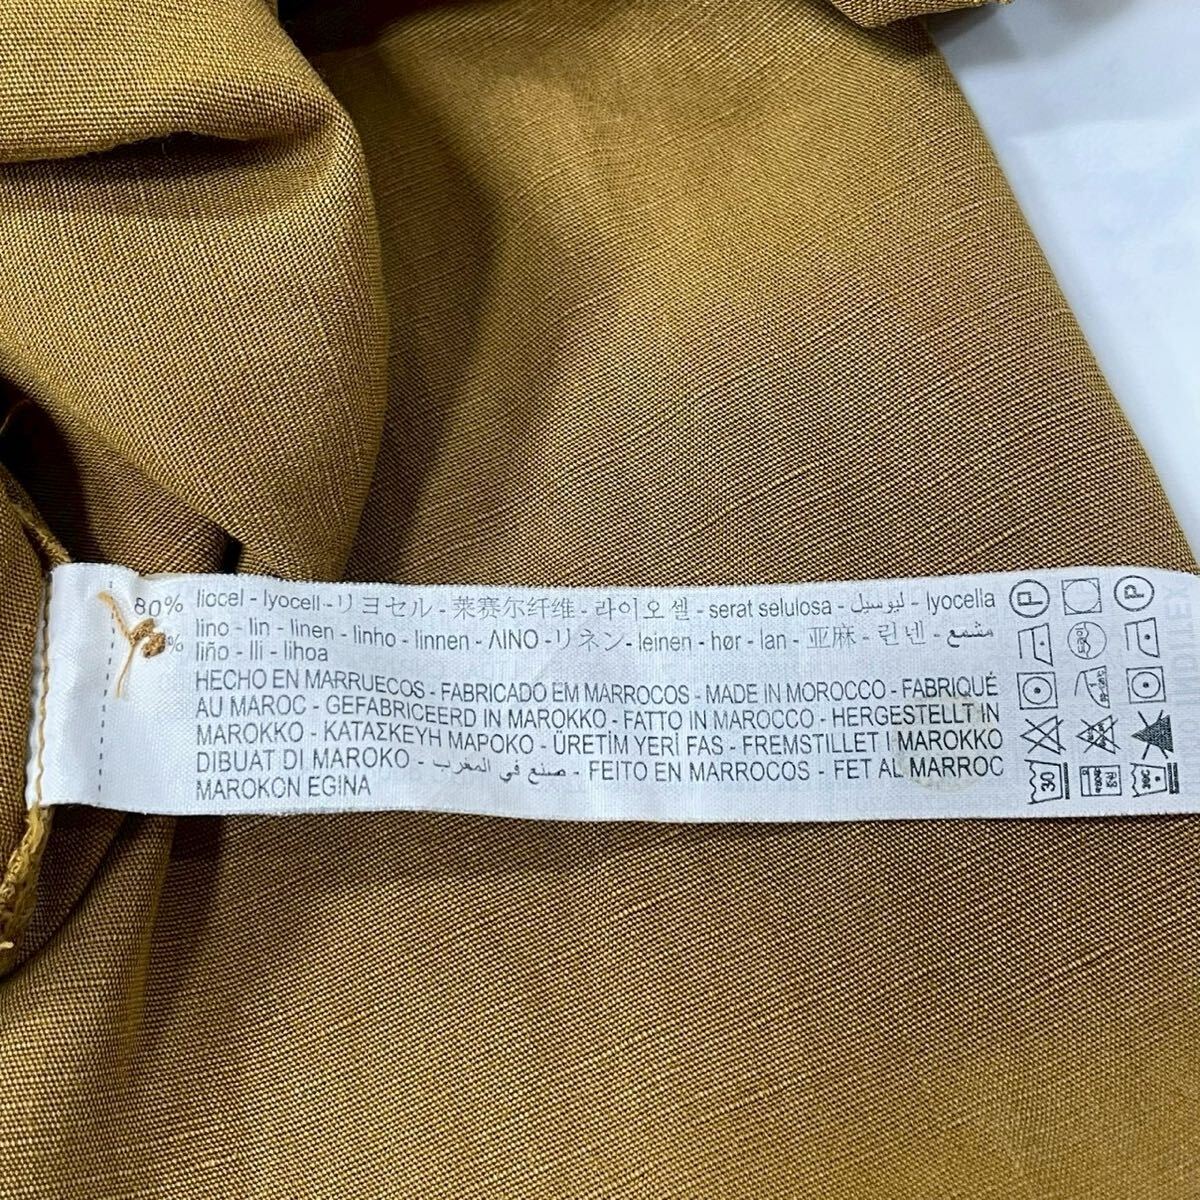 80% liocel - lyocell - リヨセル - 莱赛尔纤维 - 라이오셀 - serat selulosa - ليوسيل - lyocella
% lino - lin - linen - linho - linnen - ΛΙΝΟ - リネン - leinen - hør - lan - 亚麻 - 린넨 - مشمع
liño - lli - lihoa
HECHO EN MARRUECOS - FABRICADO EM MARROCOS - MADE IN MOROCCO - FABRIQUÉ
AU MAROC - GEFABRICEERD IN MAROKKO - FATTO IN MAROCCO - HERGESTELLT IN
MAROKKO - ΚΑΤΑΣΚΕΥΗ ΜΑΡΟΚΟ - ÜRETİM YERİ FAS - FREMSTILLET I MAROKKO
DIBUAT DI MAROKO - صنع في المغرب - FEITO EN MARROCOS - FET AL MARROC
MAROKON EGINA
P
P
30